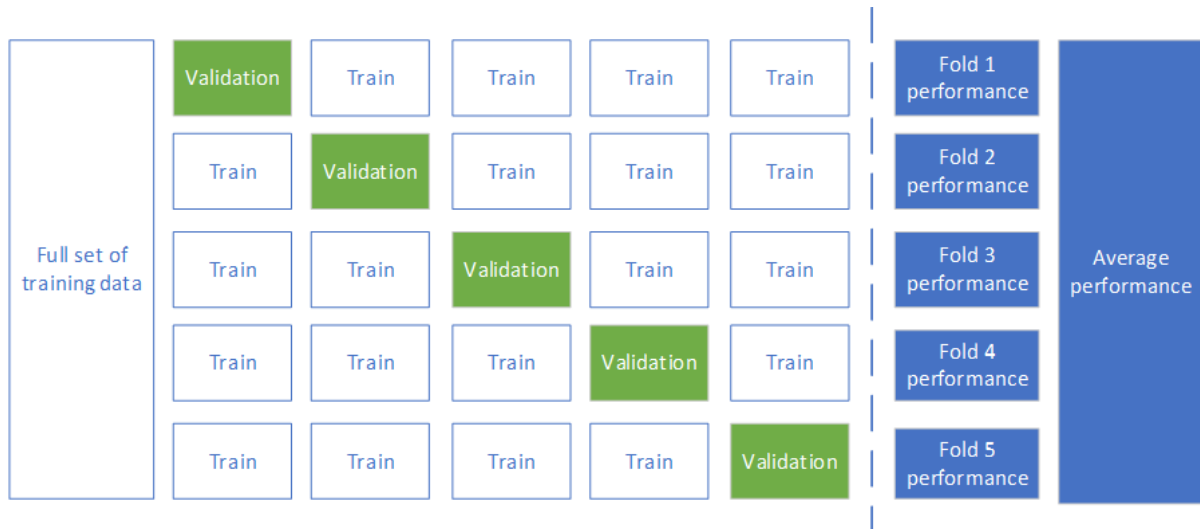 Full set of
training data
Validation
Train
Train
Train
Train
Fold 1
performance
Train
Validation
Train
Train
Train
Fold 2
performance
Train
Train
Validation
Train
Train
Fold 3
performance
Train
Train
Train
Validation
Train
Fold 4
performance
Train
Train
Train
Train
Validation
Fold 5
performance
Average
performance